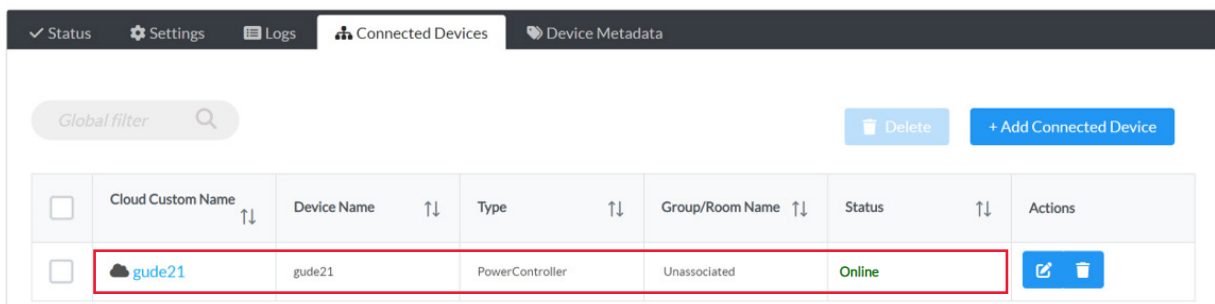 Status Settings Logs Connected Devices Device Metadata
Global filter Delete + Add Connected Device
Cloud Custom Name Device Name Type Group/Room Name Status Actions
gude21 gude21 PowerController Unassociated Online